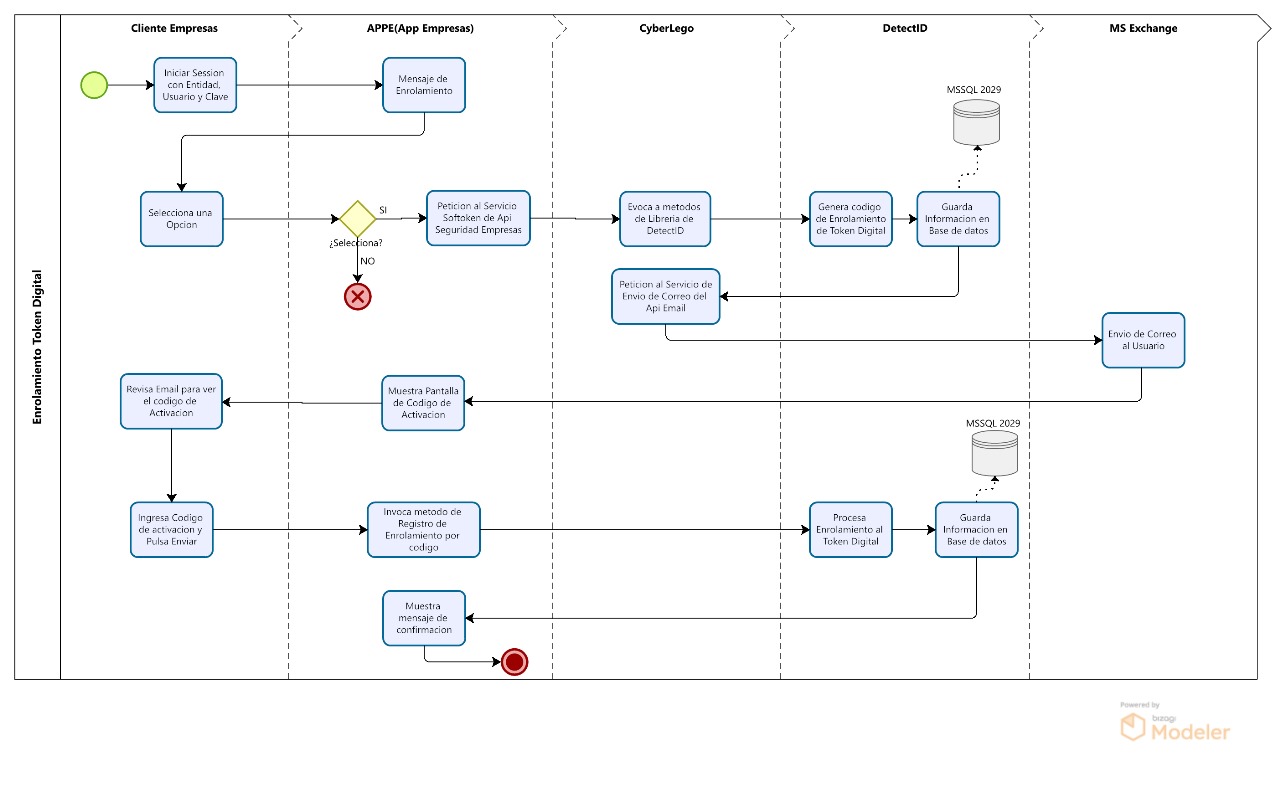 Cliente Empresas
APPE(App Empresas)
CyberLego
DetectID
MS Exchange
Enrolamiento Token Digital
Iniciar Session
con Entidad,
Usuario y Clave
Mensaje de
Enrolamiento
MSSQL 2029
Selecciona una
Opcion
¿Selecciona?
SI
NO
Peticion al Servicio
Softoken de Api
Seguridad Empresas
Evoca a metodos
de Libreria de
DetectID
Genera codigo
de Enrolamiento
de Token Digital
Guarda
Informacion en
Base de datos
Peticion al Servicio de
Envio de Correo del
Api Email
Envio de Correo
al Usuario
Revisa Email para ver
el codigo de
Activacion
Muestra Pantalla
de Codigo de
Activacion
MSSQL 2029
Ingresa Codigo
de activacion y
Pulsa Enviar
Invoca metodo de
Registro de
Enrolamiento por
codigo
Procesa
Enrolamiento al
Token Digital
Guarda
Informacion en
Base de datos
Muestra
mensaje de
confirmacion
Powered by
bizagi
Modeler